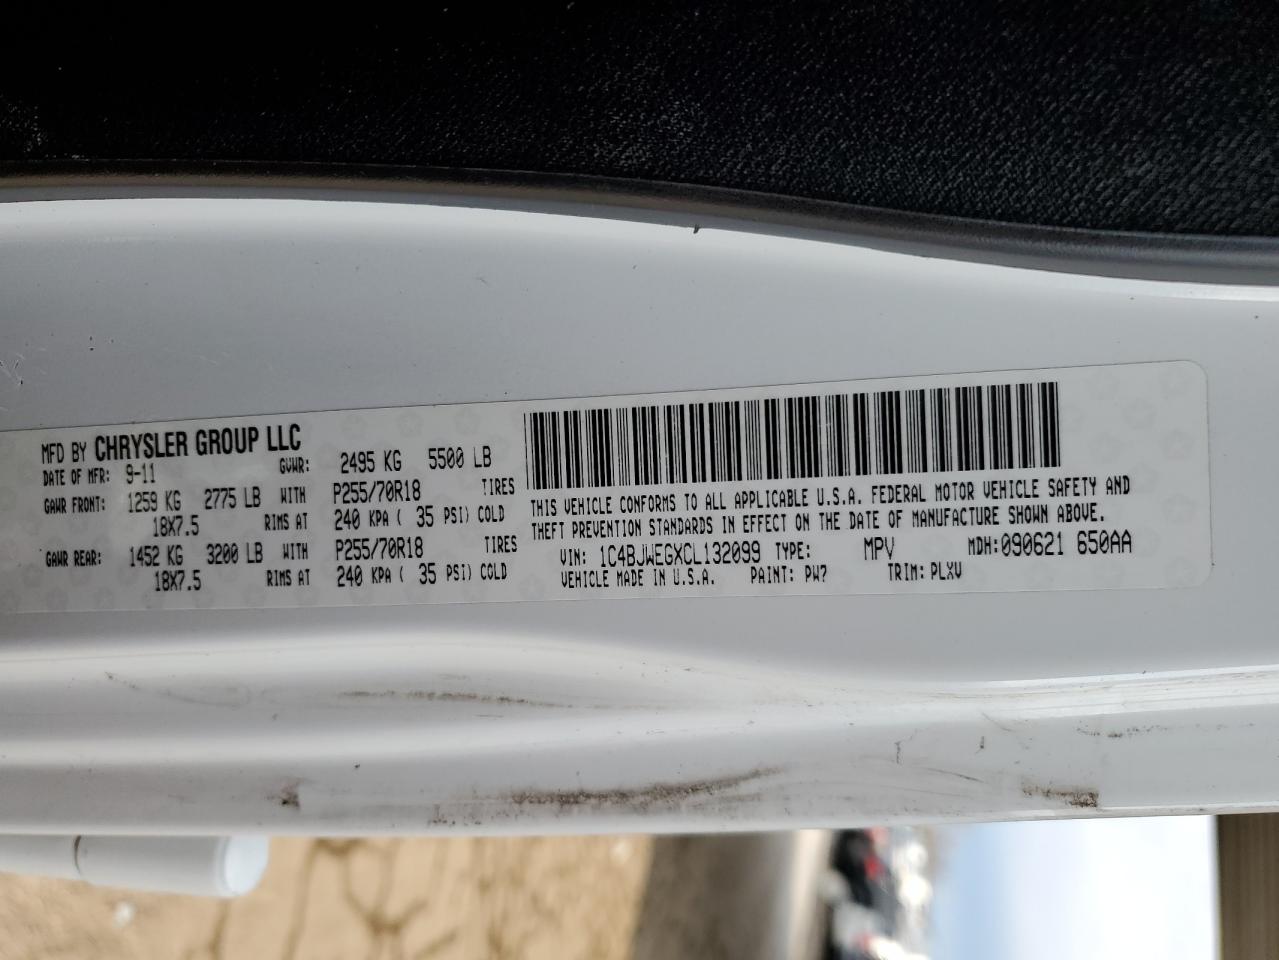 MFD BY CHRYSLER GROUP LLC
DATE OF MFR: 9-11 GVWR: 2495 KG 5500 LB
GAWR FRONT: 1259 KG 2775 LB WITH P255/70R18 TIRES
18X7.5 RIMS AT 240 KPA ( 35 PSI) COLD
GAWR REAR: 1452 KG 3200 LB WITH P255/70R18 TIRES
18X7.5 RIMS AT 240 KPA ( 35 PSI) COLD
THIS VEHICLE CONFORMS TO ALL APPLICABLE U.S.A. FEDERAL MOTOR VEHICLE SAFETY AND
THEFT PREVENTION STANDARDS IN EFFECT ON THE DATE OF MANUFACTURE SHOWN ABOVE.
VIN: 1C4BJWEGXCL132099 TYPE: MPV MDH:090621 650AA
VEHICLE MADE IN U.S.A. PAINT: PW7 TRIM: PLXV